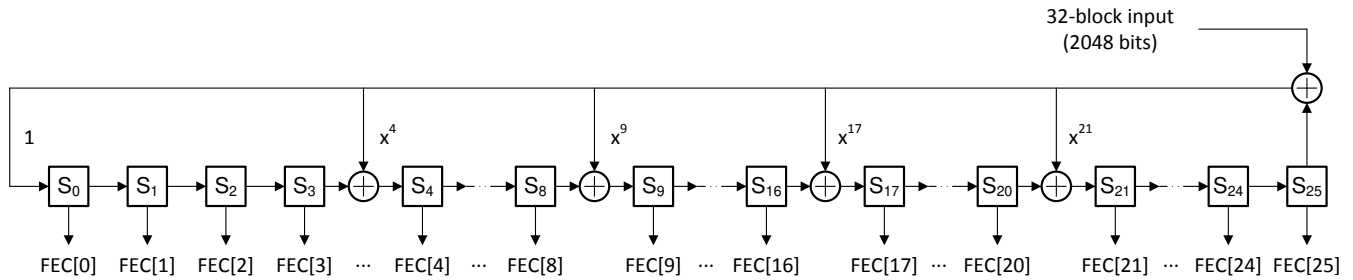 32-block input
(2048 bits)
1 x⁴ x⁹ x¹⁷ x²¹
S₀ S₁ S₂ S₃ S₄ ... S₈ S₉ ... S₁₆ S₁₇ ... S₂₀ S₂₁ ... S₂₄ S₂₅
FEC[0] FEC[1] FEC[2] FEC[3] ... FEC[4] ... FEC[8] FEC[9] ... FEC[16] FEC[17] ... FEC[20] FEC[21] ... FEC[24] FEC[25]